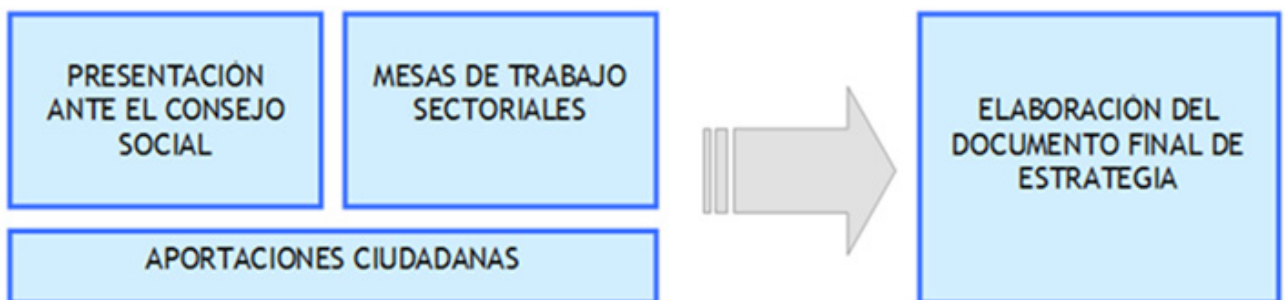 PRESENTACIÓN
ANTE EL CONSEJO
SOCIAL
MESAS DE TRABAJO
SECTORIALES
APORTACIONES CIUDADANAS
ELABORACIÓN DEL
DOCUMENTO FINAL DE
ESTRATEGIA